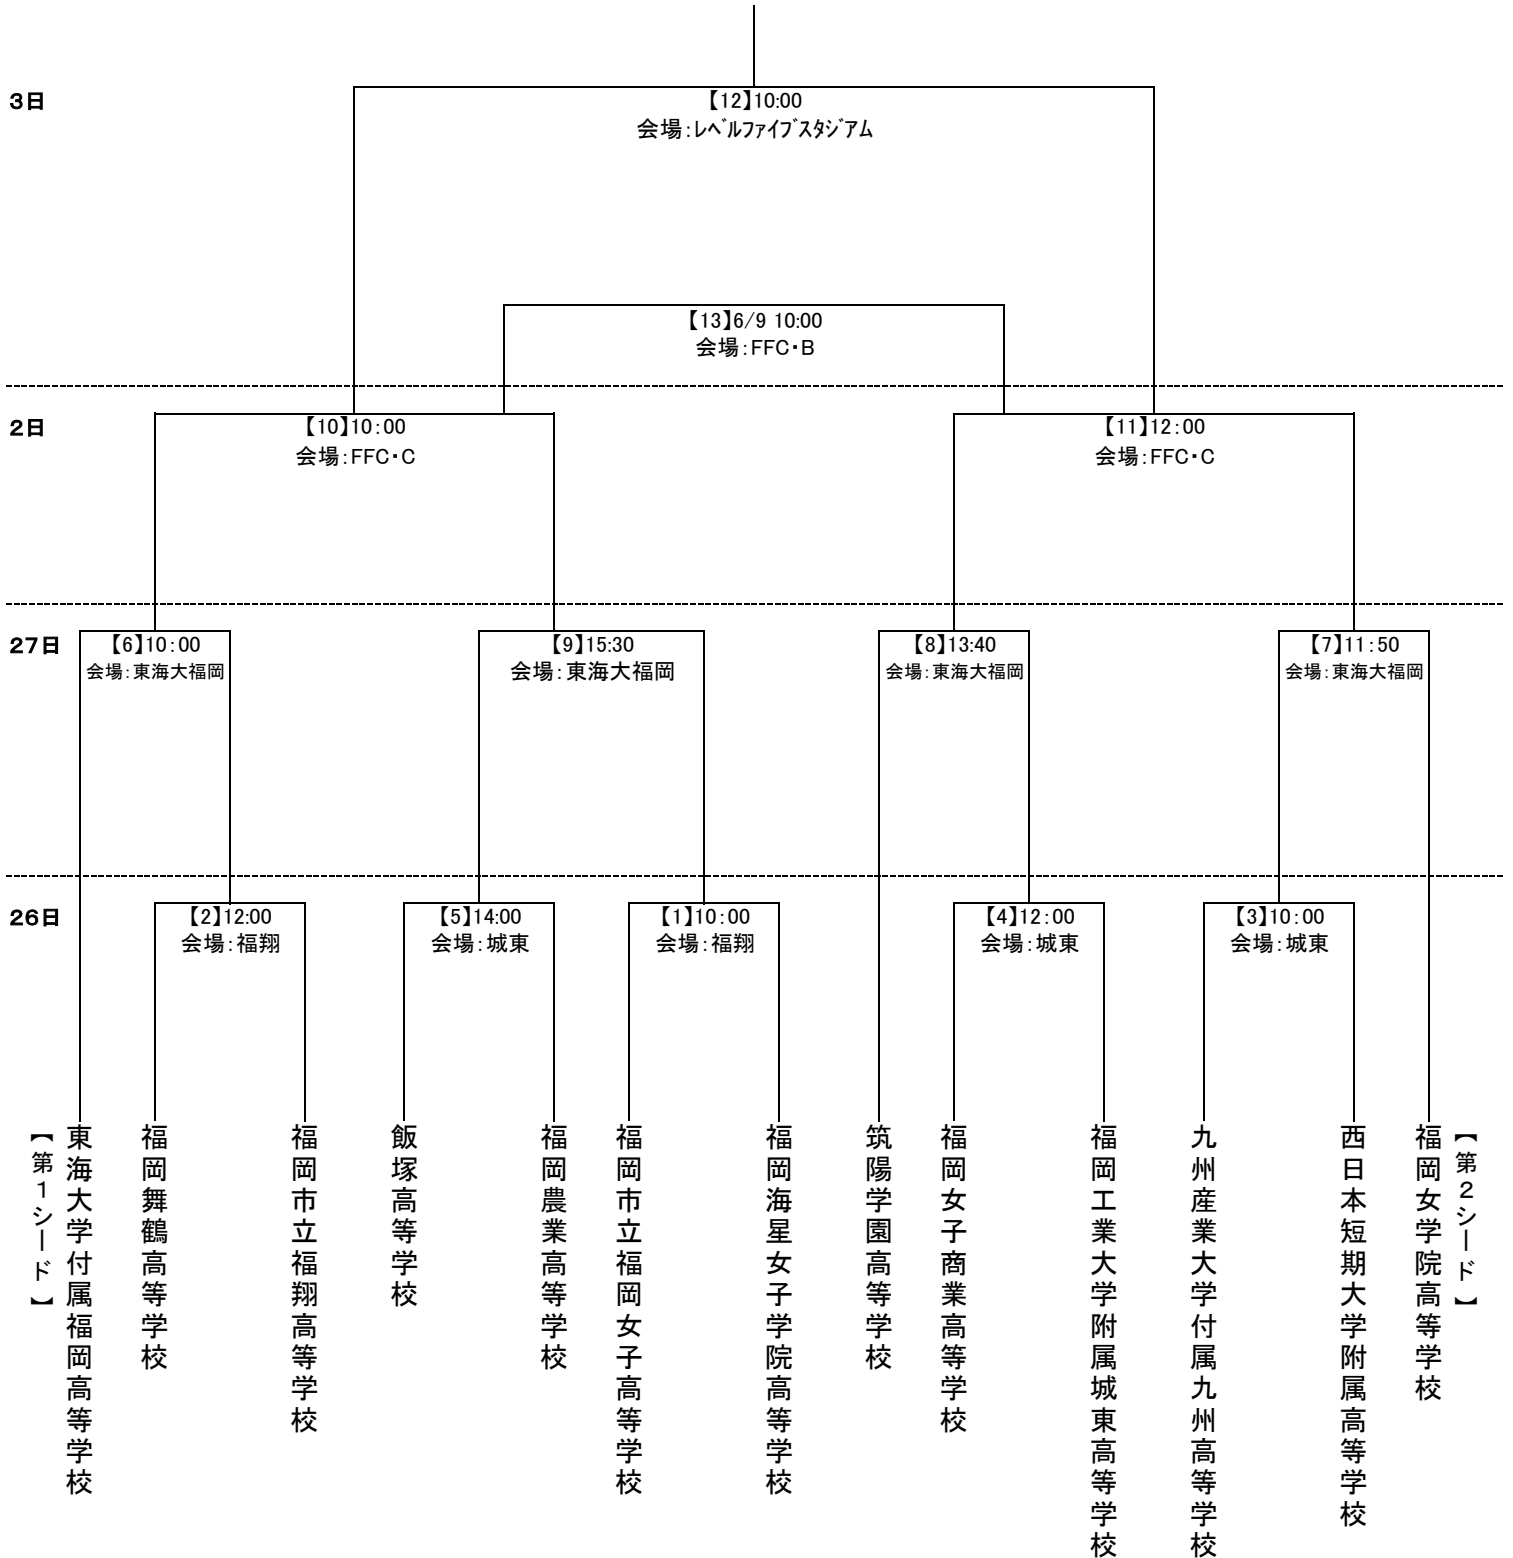 3日
【12】10:00
会場:ﾚﾍﾞﾙﾌｧｲﾌﾞｽﾀｼﾞｱﾑ
【13】6/9 10:00
会場:FFC・B
2日
【10】10:00
会場:FFC・C
【11】12:00
会場:FFC・C
27日
【6】10:00
会場:東海大福岡
【9】15:30
会場:東海大福岡
【8】13:40
会場:東海大福岡
【7】11:50
会場:東海大福岡
26日
【2】12:00
会場:福翔
【5】14:00
会場:城東
【1】10:00
会場:福翔
【4】12:00
会場:城東
【3】10:00
会場:城東
【第１シード】
東海大学付属福岡高等学校
福岡舞鶴高等学校
福岡市立福翔高等学校
飯塚高等学校
福岡農業高等学校
福岡市立福岡女子高等学校
福岡海星女子学院高等学校
筑陽学園高等学校
福岡女子商業高等学校
福岡工業大学附属城東高等学校
九州産業大学付属九州高等学校
西日本短期大学附属高等学校
福岡女学院高等学校
【第２シード】